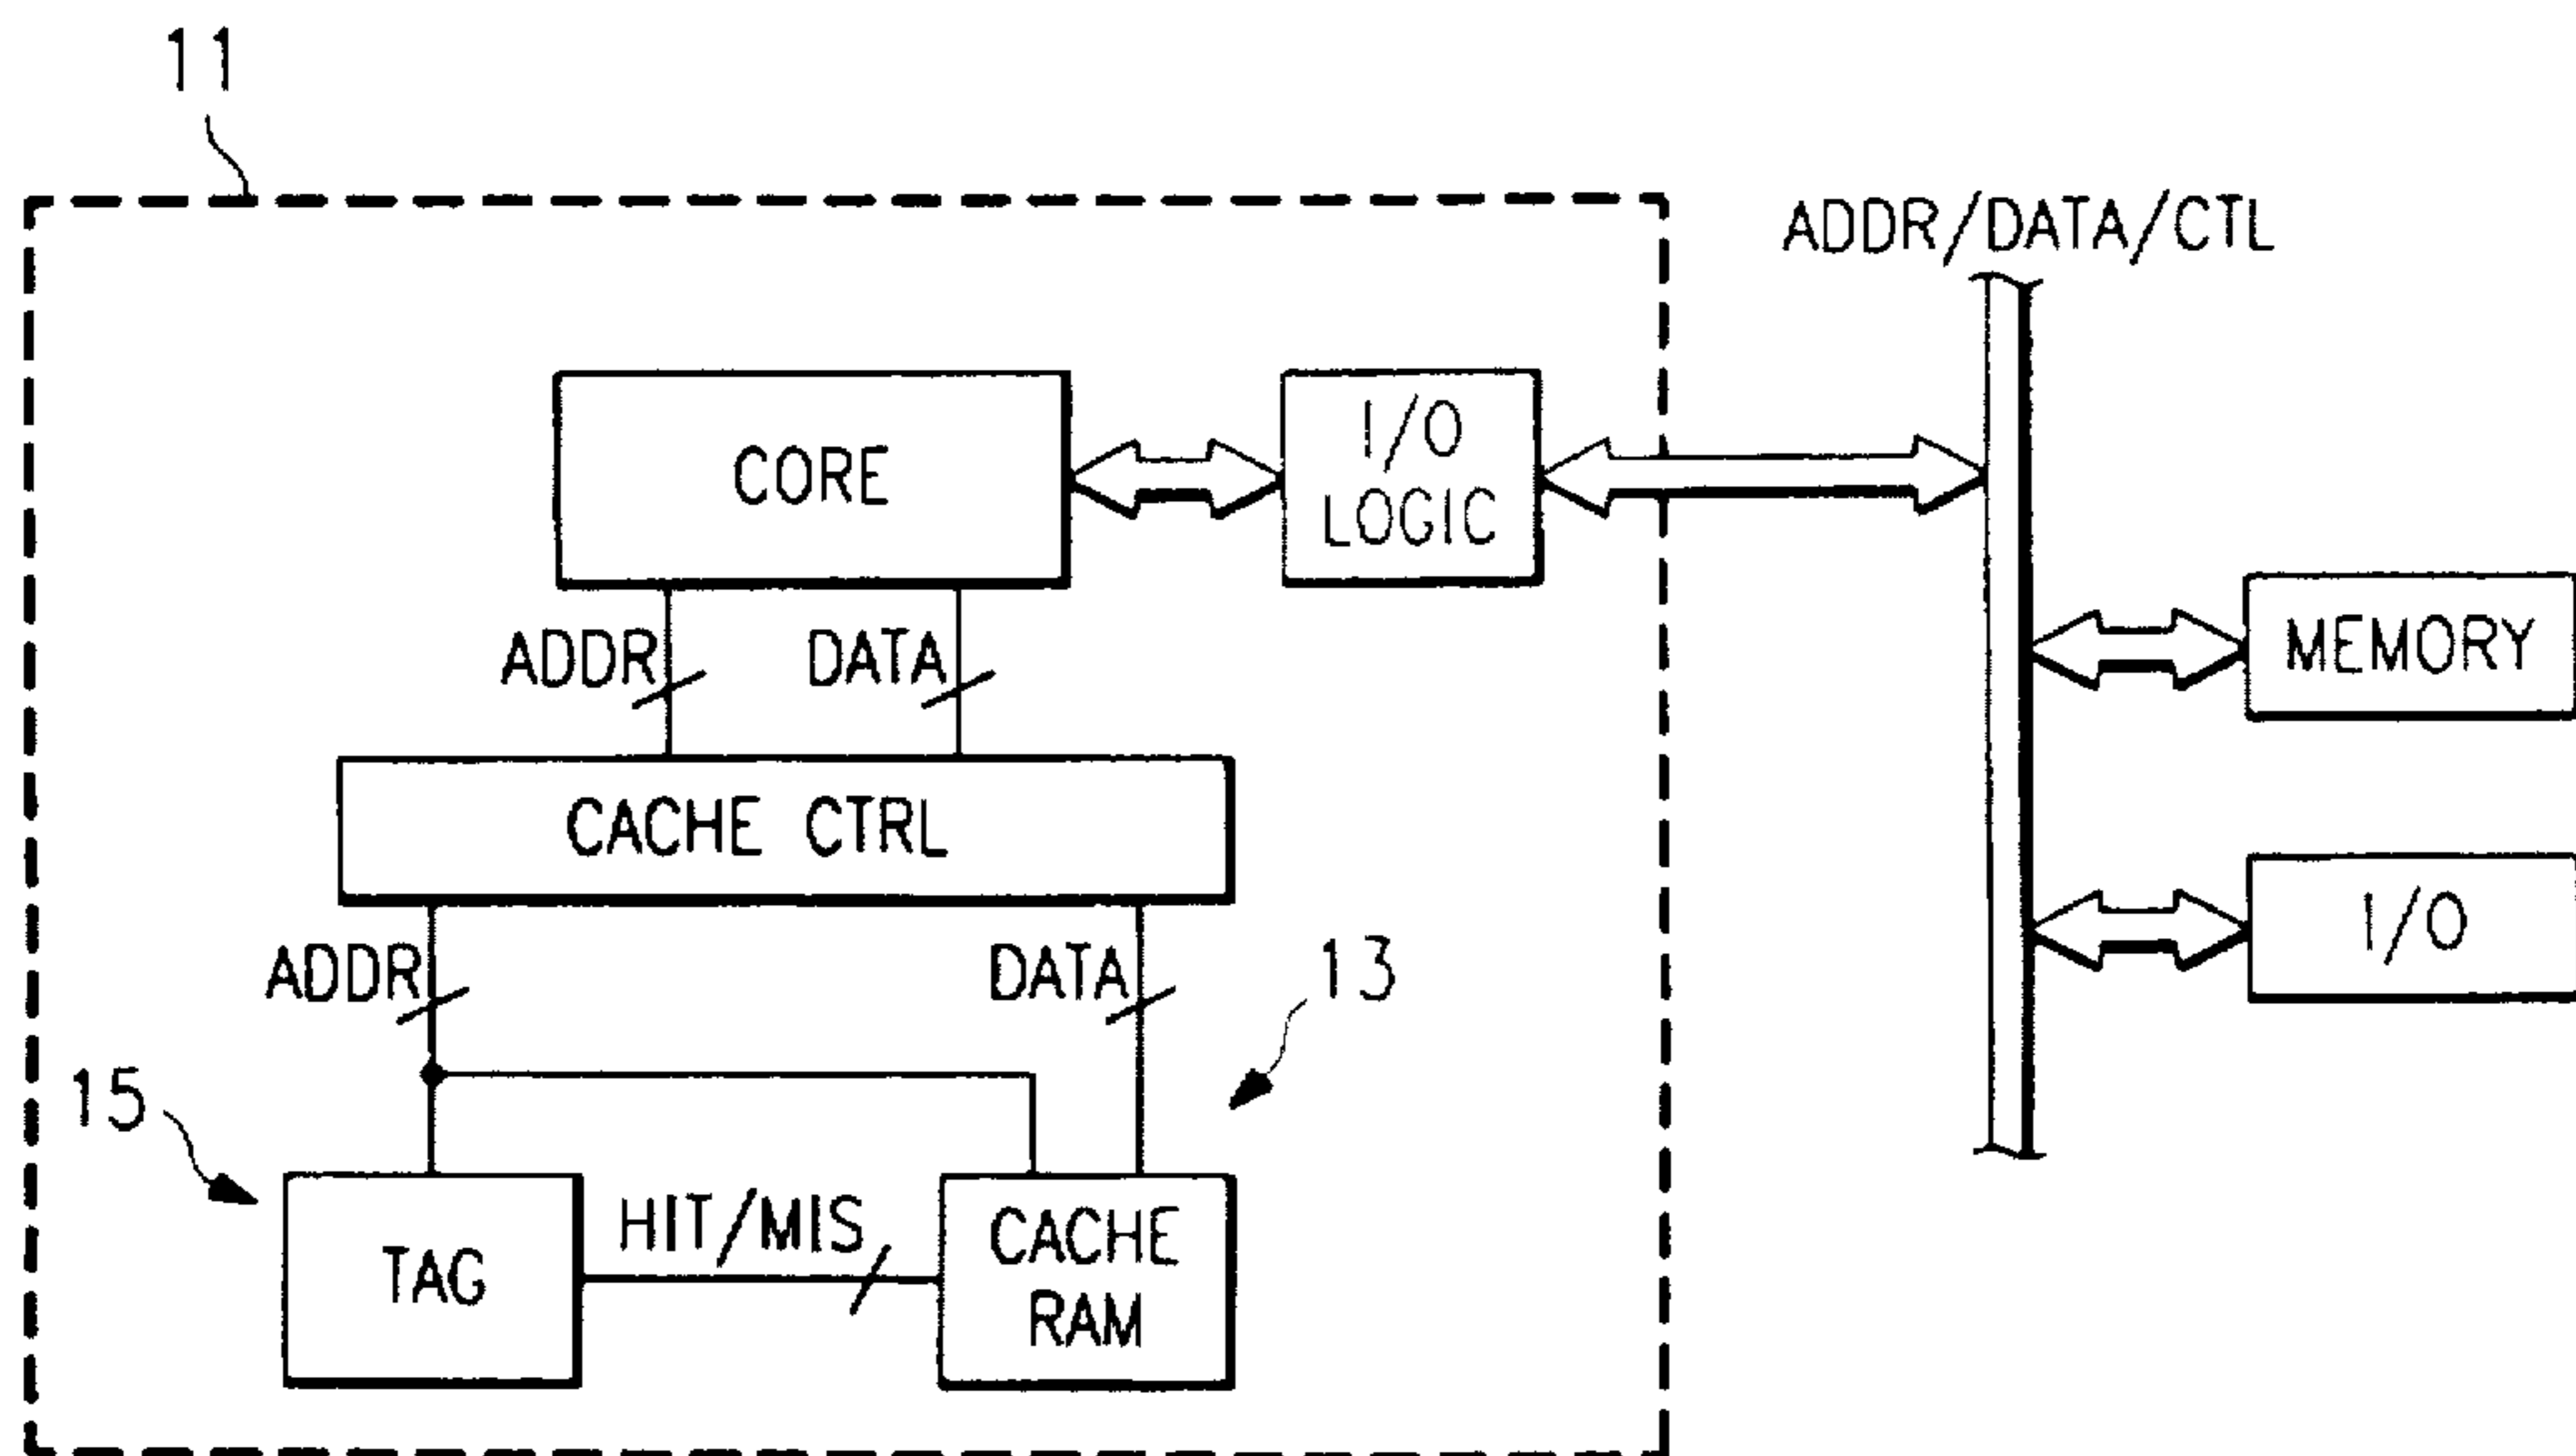 11
ADDR/DATA/CTL
CORE
I/O
LOGIC
ADDR
DATA
MEMORY
CACHE CTRL
I/O
ADDR
DATA
13
15
HIT/MIS
TAG
CACHE
RAM